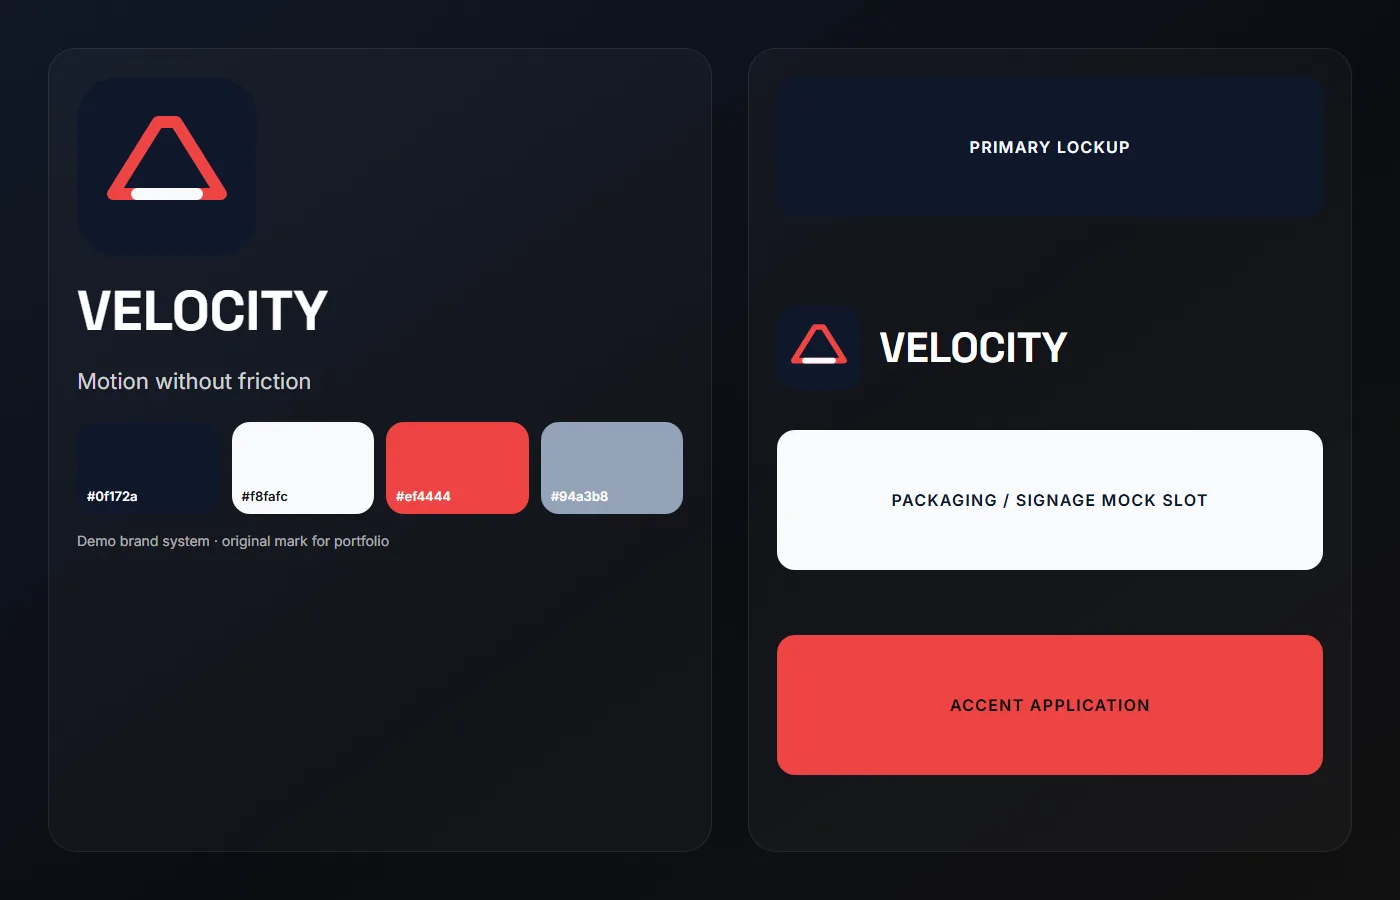 VELOCITY
Motion without friction
#0f172a
#f8fafc
#ef4444
#94a3b8
Demo brand system · original mark for portfolio
PRIMARY LOCKUP
VELOCITY
PACKAGING / SIGNAGE MOCK SLOT
ACCENT APPLICATION